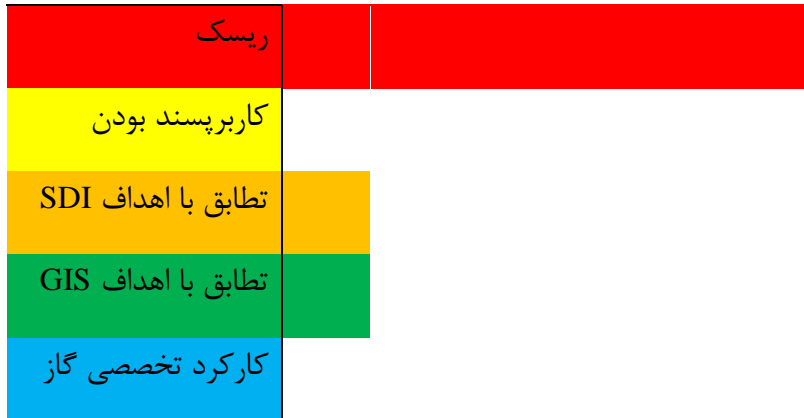 ریسک
کاربرپسند بودن
تطابق با اهداف SDI
تطابق با اهداف GIS
کارکرد تخصصی گاز